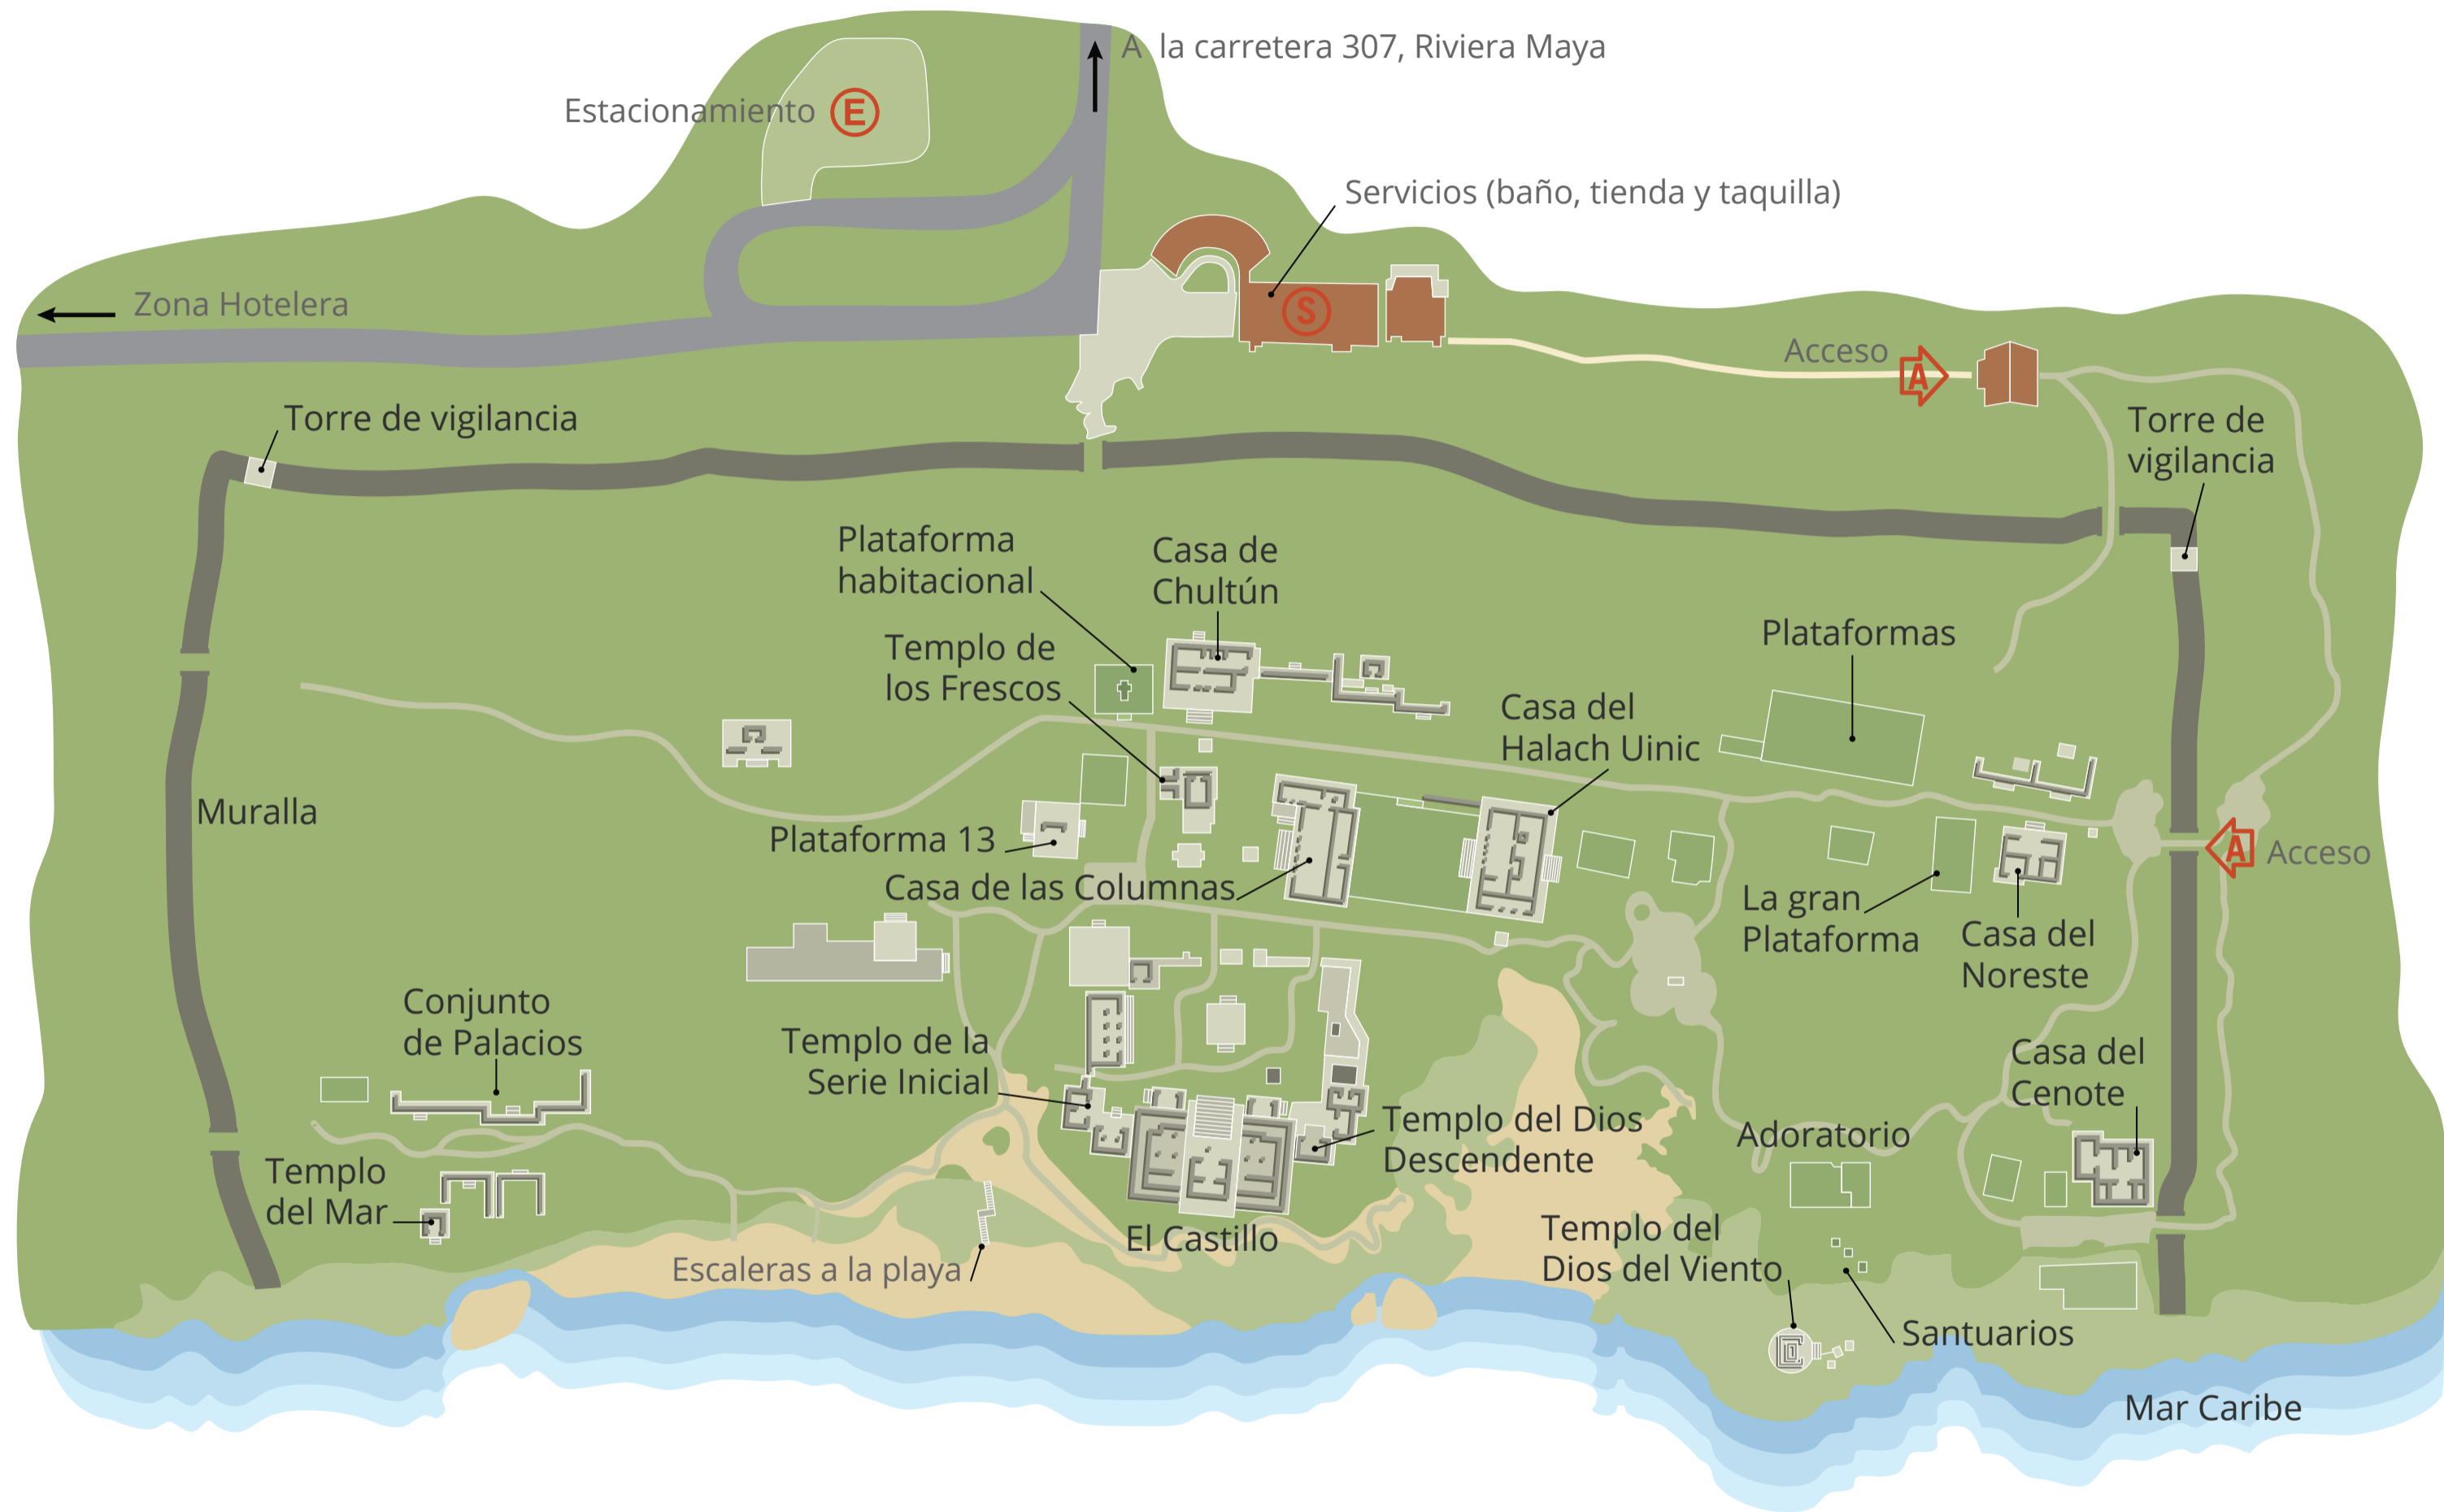 A la carretera 307, Riviera Maya
Estacionamiento
E
Servicios (baño, tienda y taquilla)
S
Zona Hotelera
Acceso
A
Torre de vigilancia
Torre de
vigilancia
Plataforma
habitacional
Casa de
Chultún
Templo de
los Frescos
Plataformas
Casa del
Halach Uinic
Muralla
Plataforma 13
A
Acceso
Casa de las Columnas
La gran
Plataforma
Casa del
Noreste
Conjunto
de Palacios
Templo de la
Serie Inicial
Casa del
Cenote
Templo del Dios
Descendente
Adoratorio
Templo
del Mar
El Castillo
Templo del
Dios del Viento
Escaleras a la playa
Santuarios
Mar Caribe